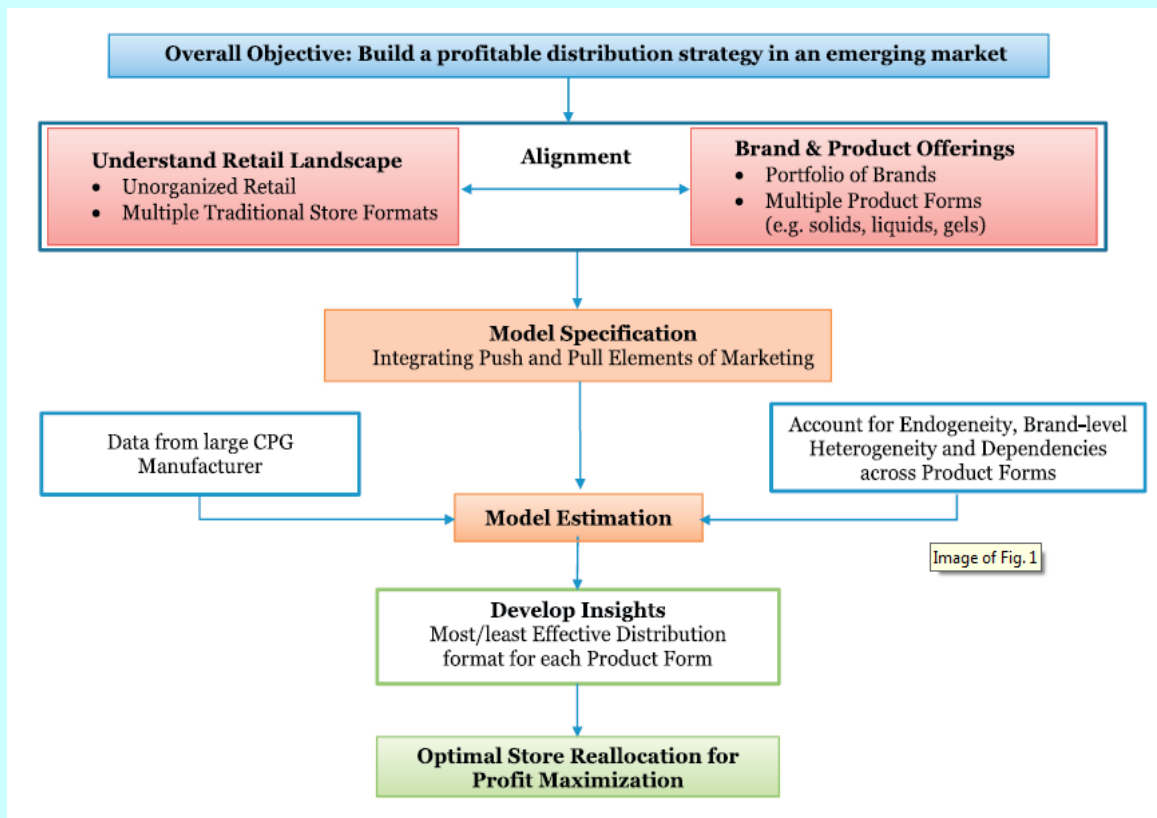 Overall Objective: Build a profitable distribution strategy in an emerging market
Understand Retail Landscape
• Unorganized Retail
• Multiple Traditional Store Formats
Alignment
Brand & Product Offerings
• Portfolio of Brands
• Multiple Product Forms
(e.g. solids, liquids, gels)
Model Specification
Integrating Push and Pull Elements of Marketing
Data from large CPG
Manufacturer
Account for Endogeneity, Brand-level
Heterogeneity and Dependencies
across Product Forms
Model Estimation
Image of Fig. 1
Develop Insights
Most/least Effective Distribution
format for each Product Form
Optimal Store Reallocation for
Profit Maximization